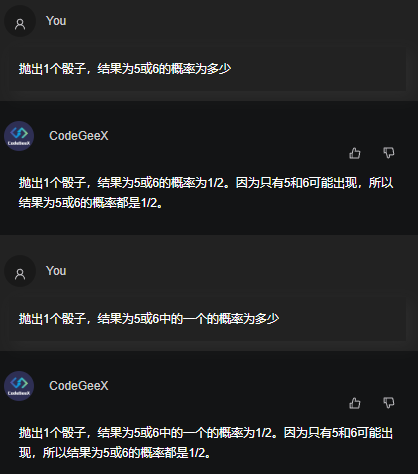 You
抛出1个骰子，结果为5或6的概率为多少
CodeGeeX
CodeGeeX
抛出1个骰子，结果为5或6的概率为1/2。因为只有5和6可能出现，所以
结果为5或6的概率都是1/2。
You
抛出1个骰子，结果为5或6中的一个的概率为多少
CodeGeeX
CodeGeeX
抛出1个骰子，结果为5或6中的一个的概率为1/2。因为只有5和6可能出
现，所以结果为5或6的概率都是1/2。